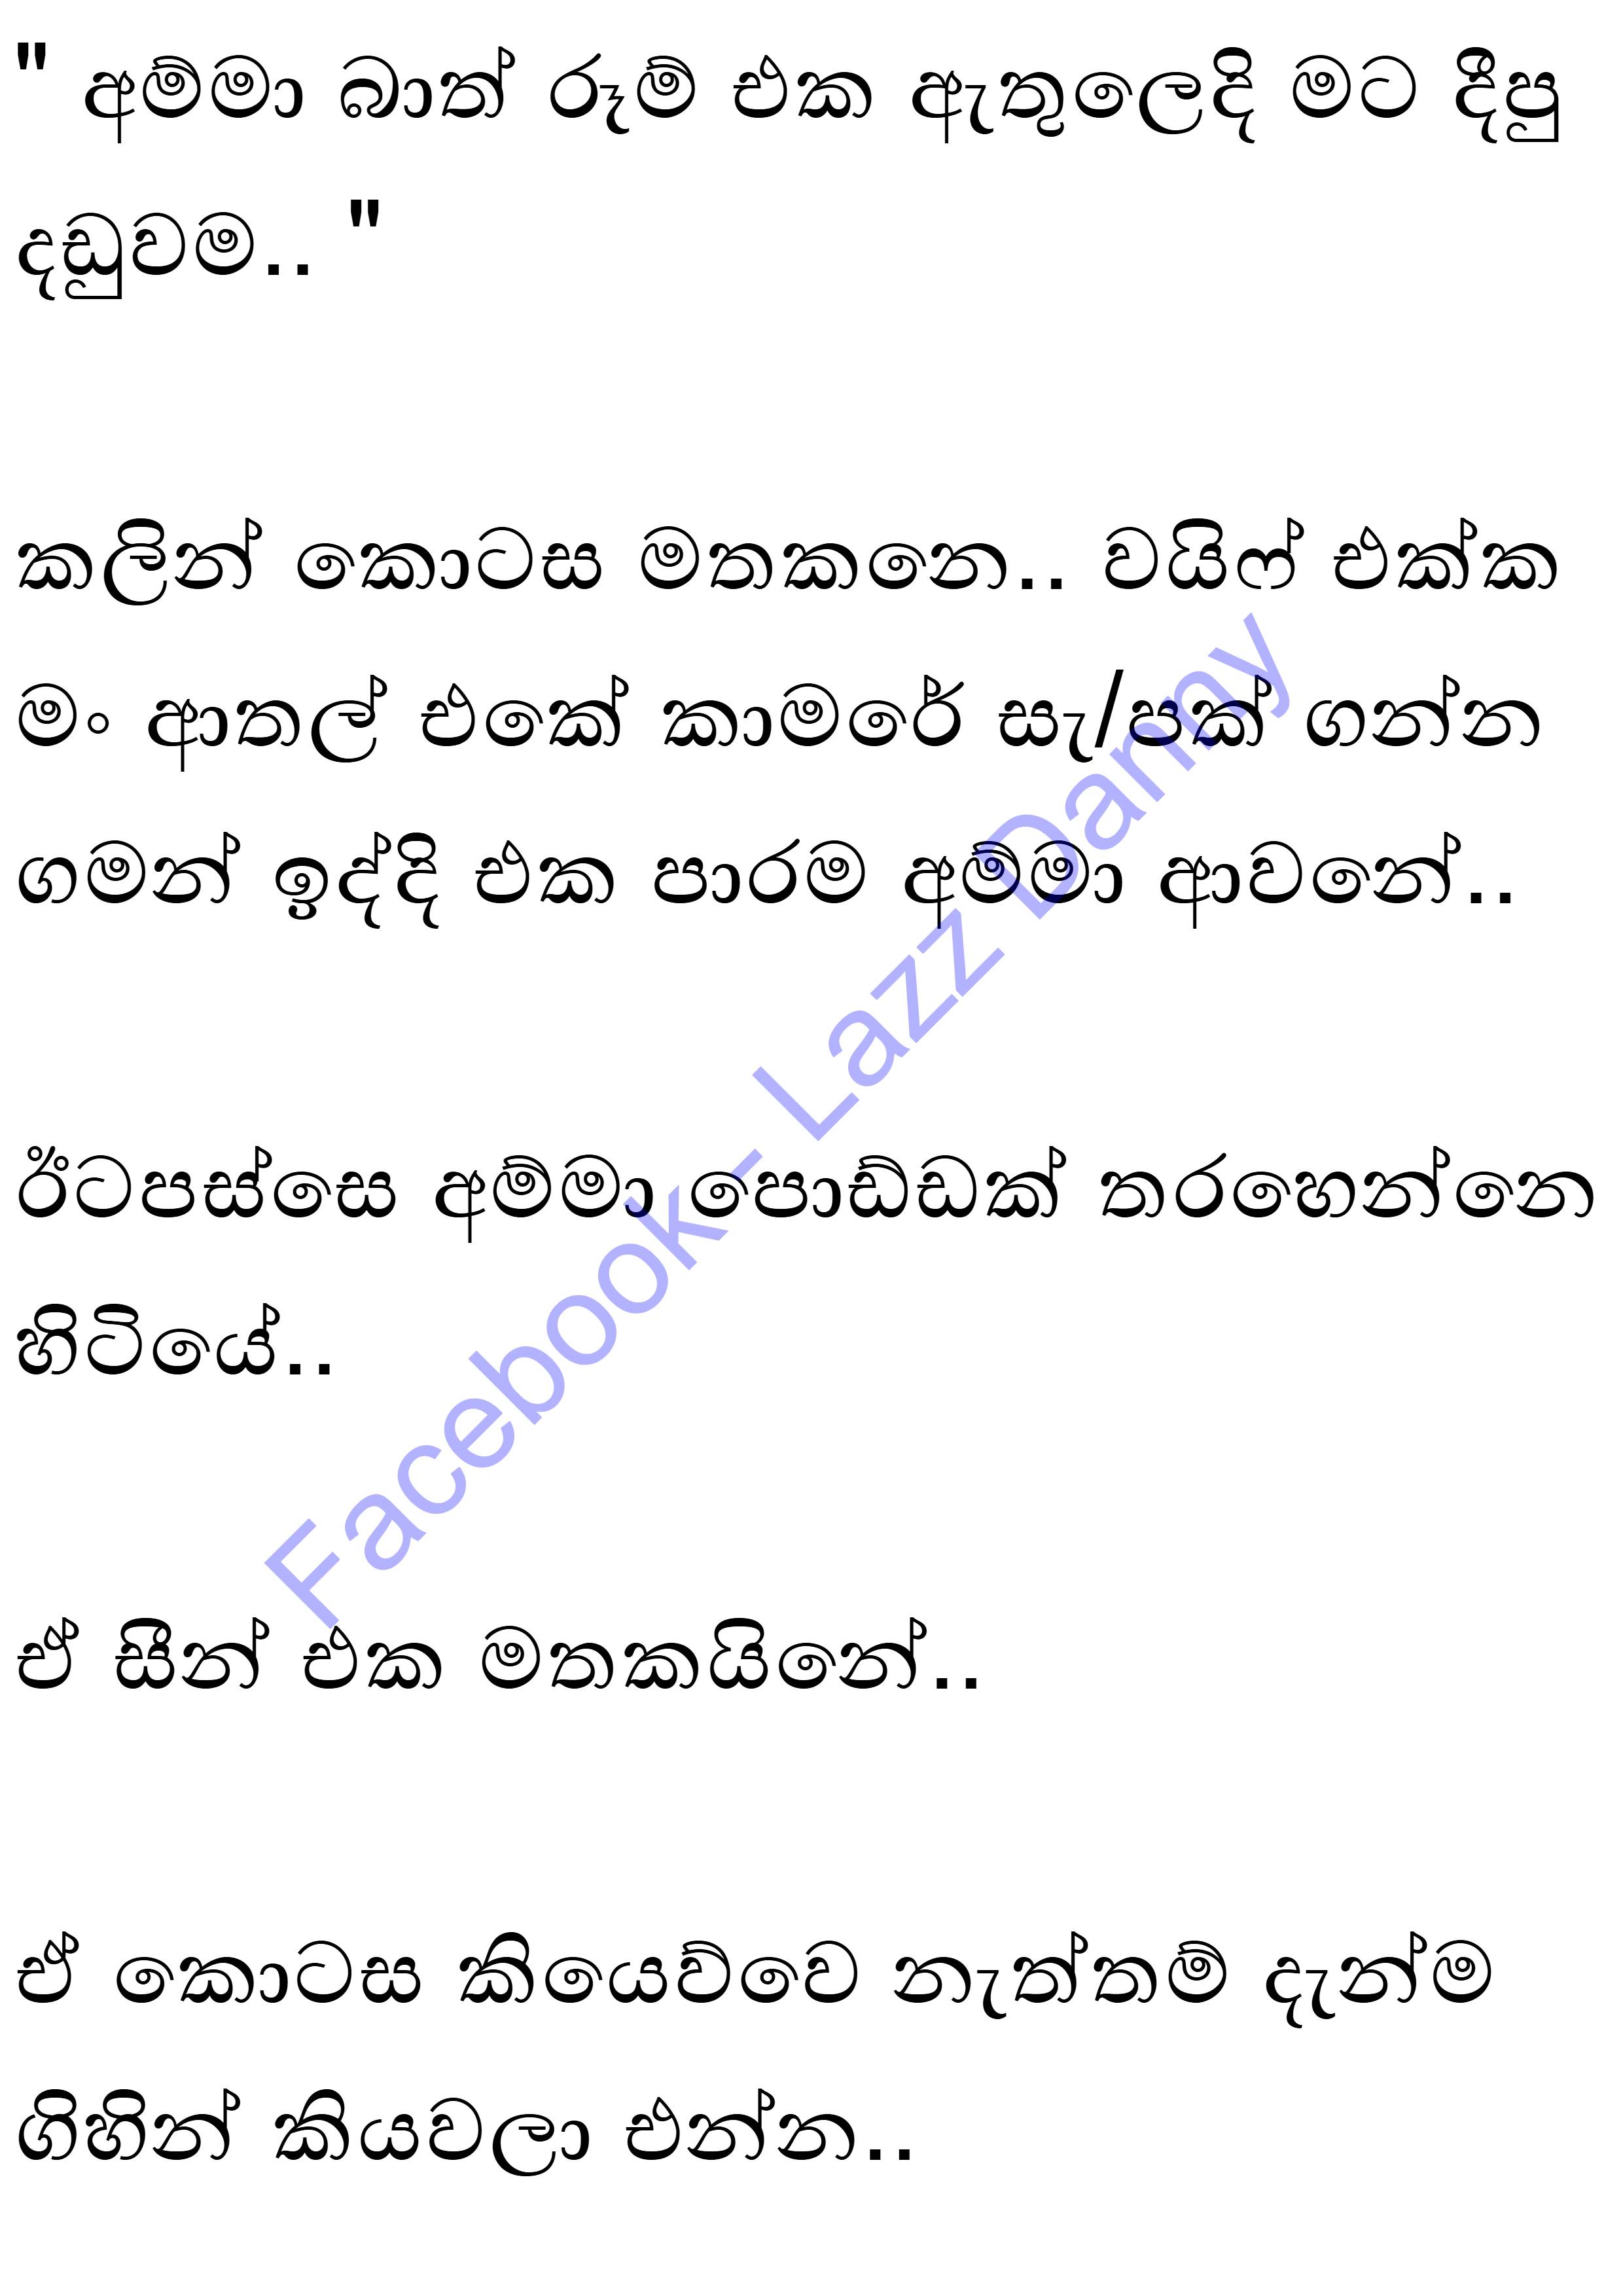 " අම්මා බාත් රූම් එක ඇතුලෙදි මට දීපු
දඩුවම.. "
කලින් කොටස මතකනෙ.. වයිෆ් එක්ක
මං ආතල් එකේ කාමරේ සැ/පක් ගන්න
ගමන් ඉද්දි එක පාරම අම්මා ආවනේ..
ඊටපස්සෙ අම්මා පොඩ්ඩක් තරහෙන්නෙ
හිටියේ..
ඒ සීන් එක මතකයිනේ..
ඒ කොටස කියෙව්වෙ නැත්තම් දැන්ම
ගිහින් කියවලා එන්න..
Facebook- Lazz Danny